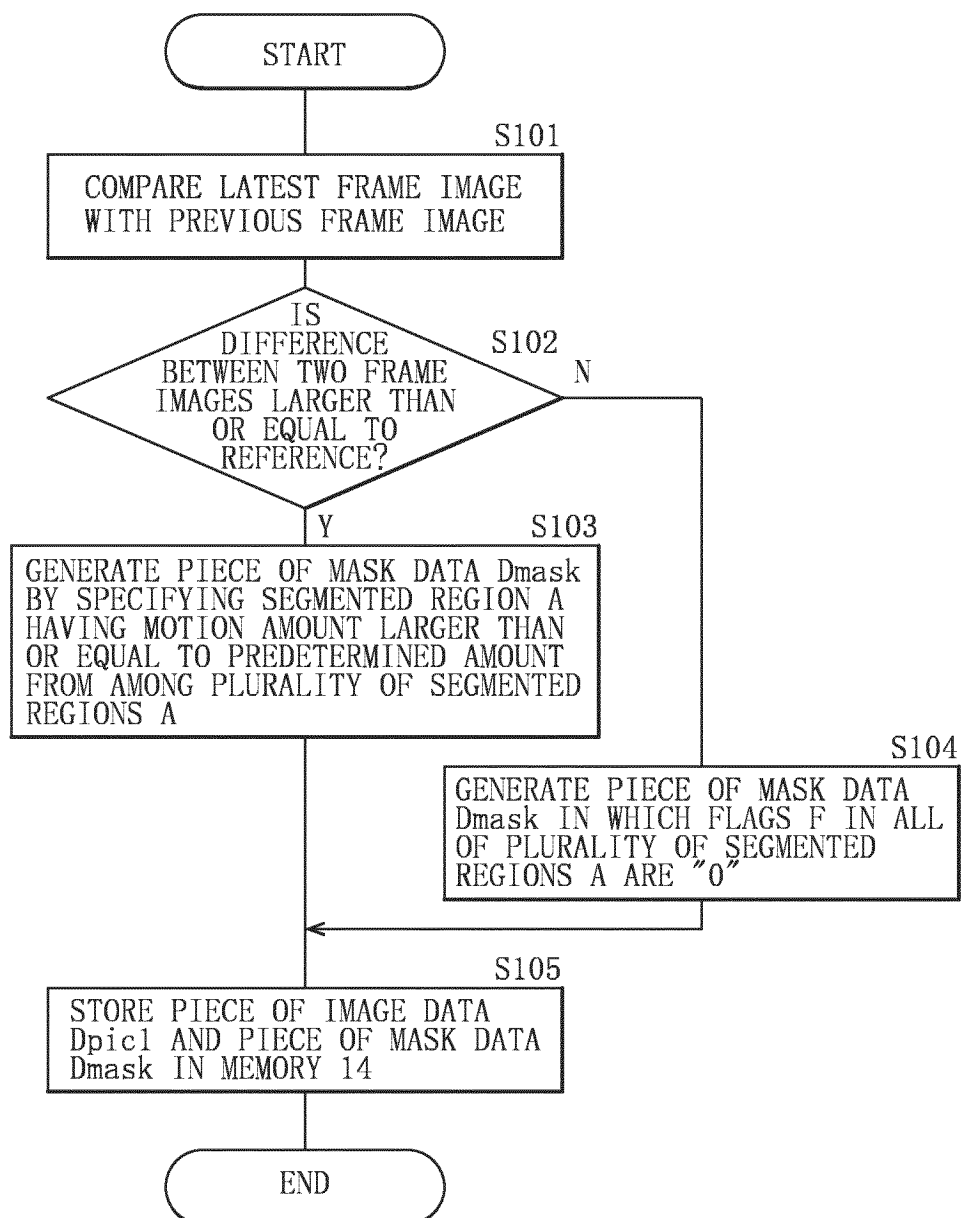 START
S101
COMPARE LATEST FRAME IMAGE
WITH PREVIOUS FRAME IMAGE
S102
IS
DIFFERENCE
BETWEEN TWO FRAME
IMAGES LARGER THAN
OR EQUAL TO
REFERENCE?
N
Y
S103
GENERATE PIECE OF MASK DATA Dmask
BY SPECIFYING SEGMENTED REGION A
HAVING MOTION AMOUNT LARGER THAN
OR EQUAL TO PREDETERMINED AMOUNT
FROM AMONG PLURALITY OF SEGMENTED
REGIONS A
S104
GENERATE PIECE OF MASK DATA
Dmask IN WHICH FLAGS F IN ALL
OF PLURALITY OF SEGMENTED
REGIONS A ARE "0"
S105
STORE PIECE OF IMAGE DATA
Dpic1 AND PIECE OF MASK DATA
Dmask IN MEMORY 14
END